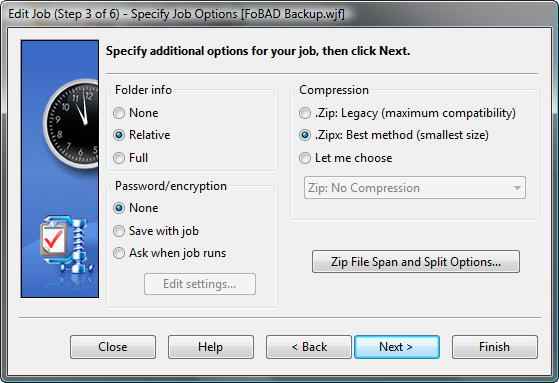 Edit Job (Step 3 of 6) - Specify Job Options [FoBAD Backup.wjf]
Specify additional options for your job, then click Next.
Folder info
None
Relative
Full
Password/encryption
None
Save with job
Ask when job runs
Edit settings...
Compression
.Zip: Legacy (maximum compatibility)
.Zipx: Best method (smallest size)
Let me choose
Zip: No Compression
Zip File Span and Split Options...
Close
Help
< Back
Next >
Finish